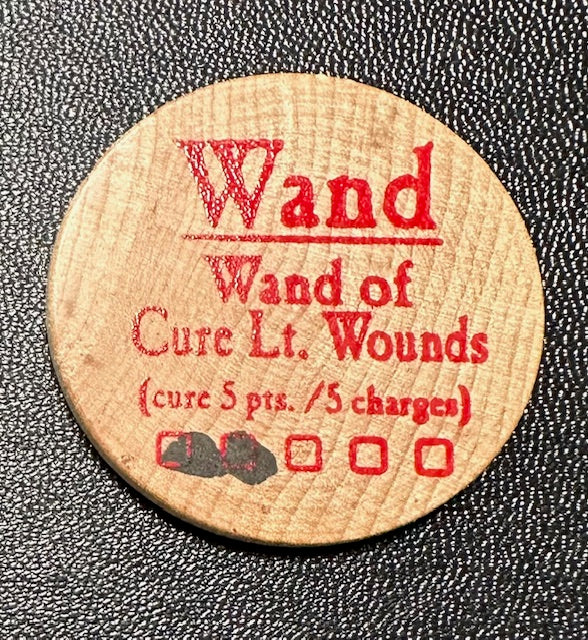 Wand
Wand of
Cure Lt. Wounds
(cure 5 pts. /5 charges)